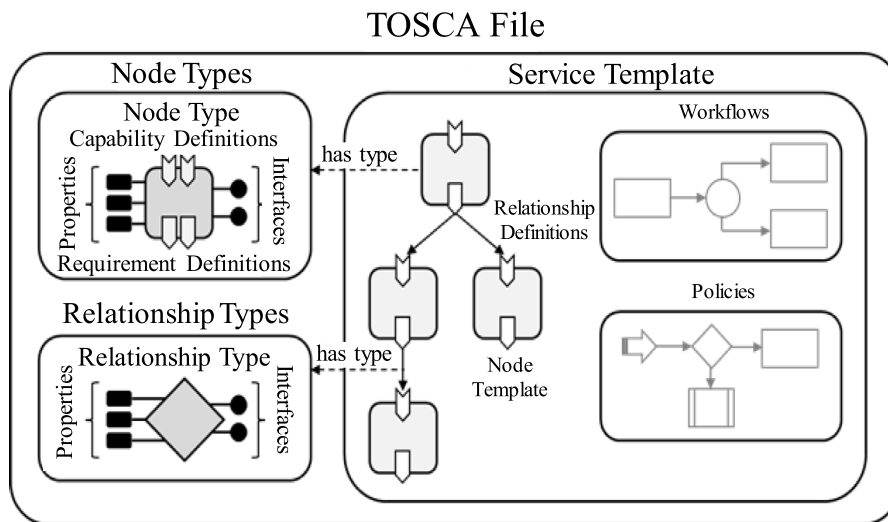 TOSCA File
Node Types
Node Type
Capability Definitions
Properties
Interfaces
Requirement Definitions
Relationship Types
Relationship Type
Properties
Interfaces
Service Template
has type
Relationship
Definitions
has type
Node
Template
Workflows
Policies